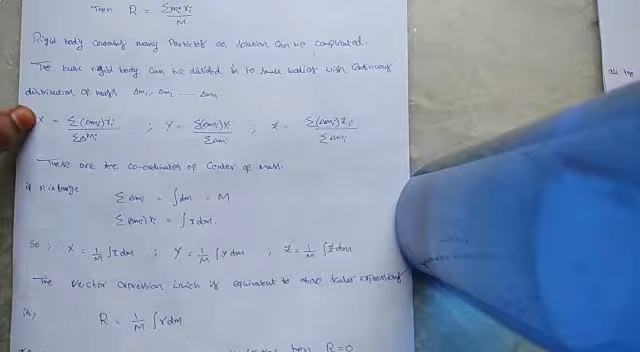 Then R = Σmᵢrᵢ/M
Rigid body contains many Particles so, solution can be complicated.
The bulk rigid body can be divided in to small bodies with Continuous
distribution of mass Δm₁, Δm₂ ---- Δmₙ.
X = Σ(Δmᵢ)xᵢ/ΣΔmᵢ ; Y = Σ(Δmᵢ)yᵢ/ΣΔmᵢ ; Z = Σ(Δmᵢ)zᵢ/ΣΔmᵢ
These are the co-ordinates of Center of Mass.
if n is large
ΣΔmᵢ = ∫dm = M
Σ(Δmᵢ)xᵢ = ∫x dm.
So, X = 1/M ∫x dm ; Y = 1/M ∫y dm ; Z = 1/M ∫z dm
The Vector Expression which is equivalent to above scalar expressions
is,
R = 1/M ∫r dm
then R=0